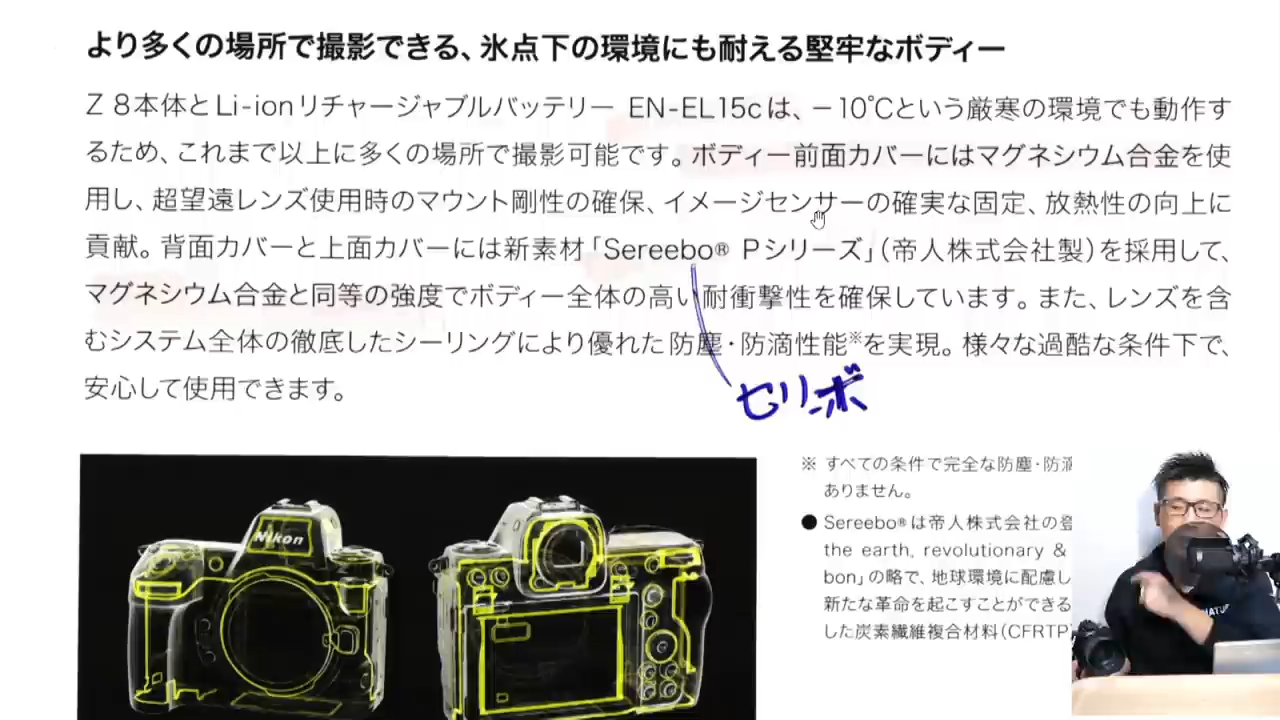 より多くの場所で撮影できる、氷点下の環境にも耐える堅牢なボディー
Z 8本体とLi-ionリチャージャブルバッテリー EN-EL15cは、－10℃という厳寒の環境でも動作す
るため、これまで以上に多くの場所で撮影可能です。ボディー前面カバーにはマグネシウム合金を使
用し、超望遠レンズ使用時のマウント剛性の確保、イメージセンサーの確実な固定、放熱性の向上に
貢献。背面カバーと上面カバーには新素材「Sereebo® Pシリーズ」（帝人株式会社製）を採用して、
マグネシウム合金と同等の強度でボディー全体の高い耐衝撃性を確保しています。また、レンズを含
むシステム全体の徹底したシーリングにより優れた防塵・防滴性能※を実現。様々な過酷な条件下で、
安心して使用できます。
セリーボ
※ すべての条件で完全な防塵・防滴
ありません。
● Sereebo®は帝人株式会社の登
the earth, revolutionary &
bon」の略で、地球環境に配慮し
新たな革命を起こすことができる
した炭素繊維複合材料（CFRTP）
Nikon